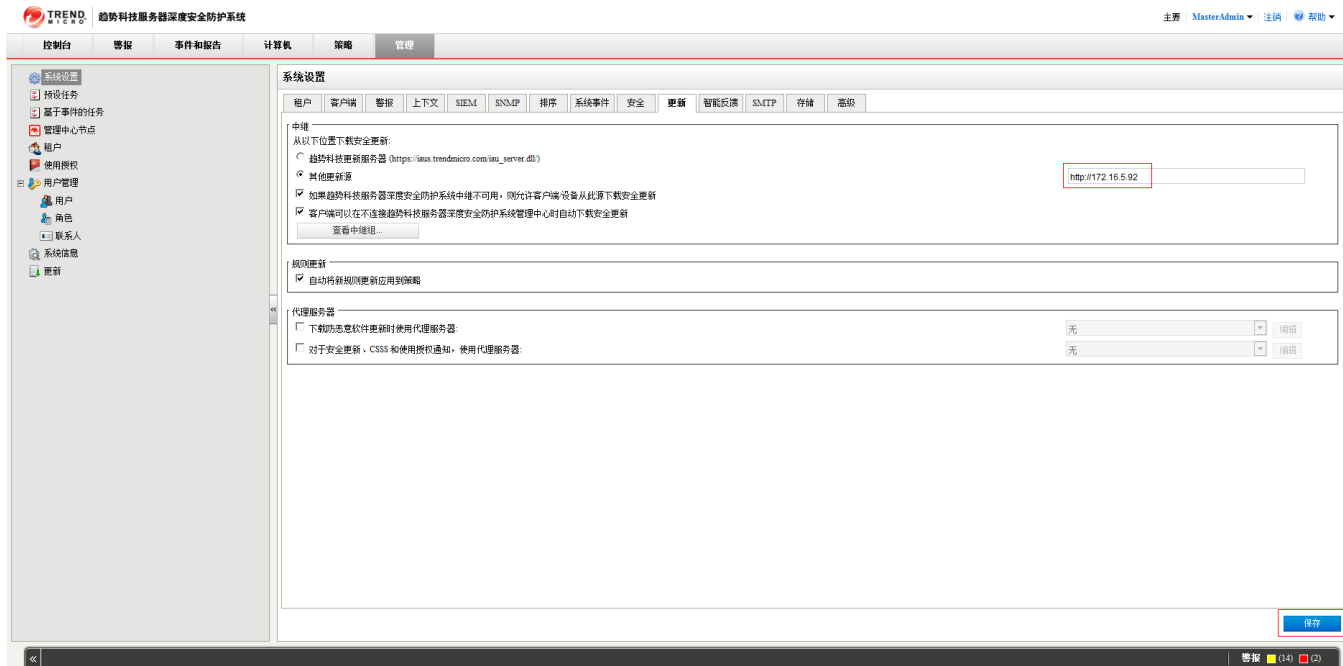 TREND MICRO 趋势科技服务器深度安全防护系统 主要 MasterAdmin 注销 帮助
控制台 警报 事件和报告 计算机 策略 管理
系统设置
预设任务
基于事件的任务
管理中心节点
租户
使用授权
用户管理
用户
角色
联系人
系统信息
更新
系统设置
租户 客户端 警报 上下文 SIEM SNMP 排序 系统事件 安全 更新 智能反馈 SMTP 存储 高级
中继
从以下位置下载安全更新:
趋势科技更新服务器 (https://iaus.trendmicro.com/iau_server.dll/)
其他更新源 http://172.16.5.92
如果趋势科技服务器深度安全防护系统中继不可用，则允许客户端/设备从此源下载安全更新
客户端可以在不连接趋势科技服务器深度安全防护系统管理中心时自动下载安全更新
查看中继组...
规则更新
自动将新规则更新应用到策略
代理服务器
下载防恶意软件更新时使用代理服务器: 无 编辑
对于安全更新、CSSS 和使用授权通知，使用代理服务器: 无 编辑
保存
警报 (14) (2)